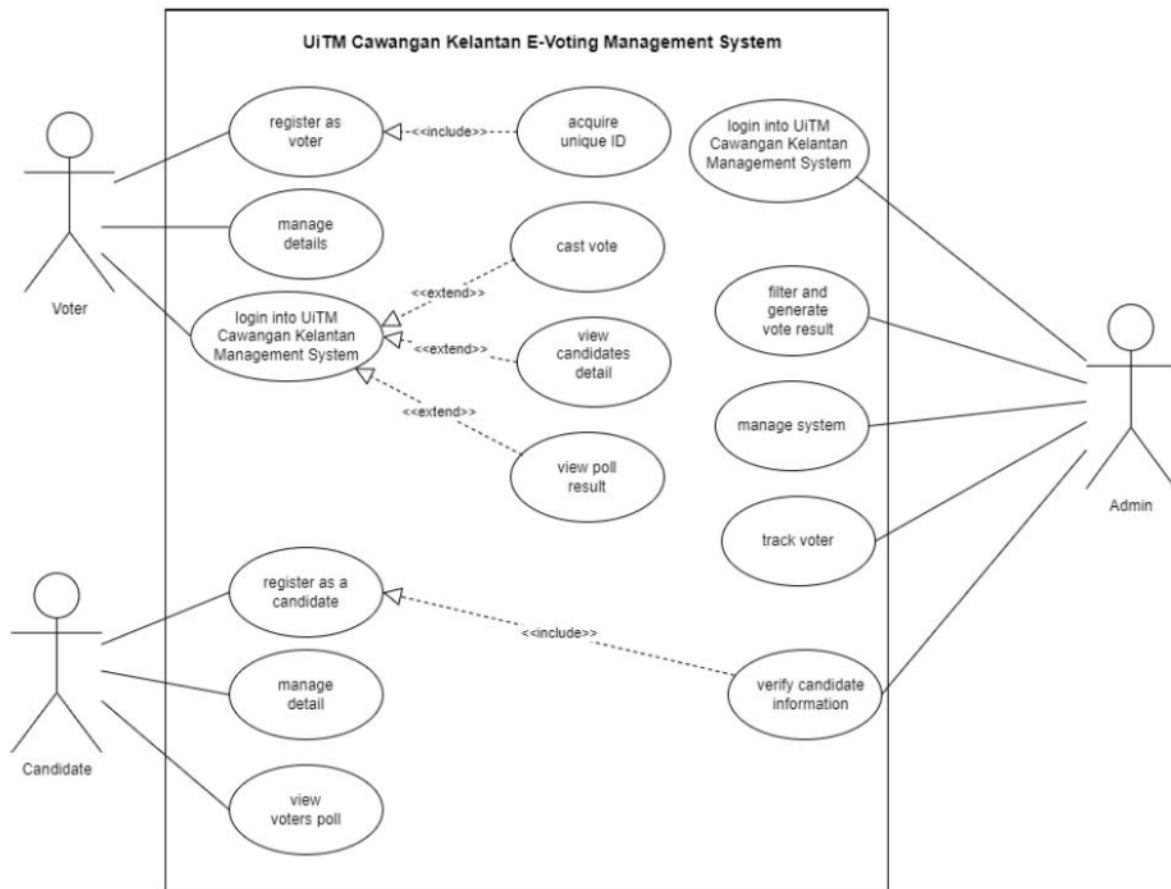 UiTM Cawangan Kelantan E-Voting Management System
register as
voter
<<include>>
acquire
unique ID
login into UiTM
Cawangan Kelantan
Management System
manage
details
cast vote
Voter
<<extend>>
filter and
generate
vote result
login into UiTM
Cawangan Kelantan
Management System
<<extend>>
view
candidates
detail
<<extend>>
manage system
view poll
result
Admin
track voter
register as a
candidate
<<include>>
manage
detail
verify candidate
information
Candidate
view
voters poll